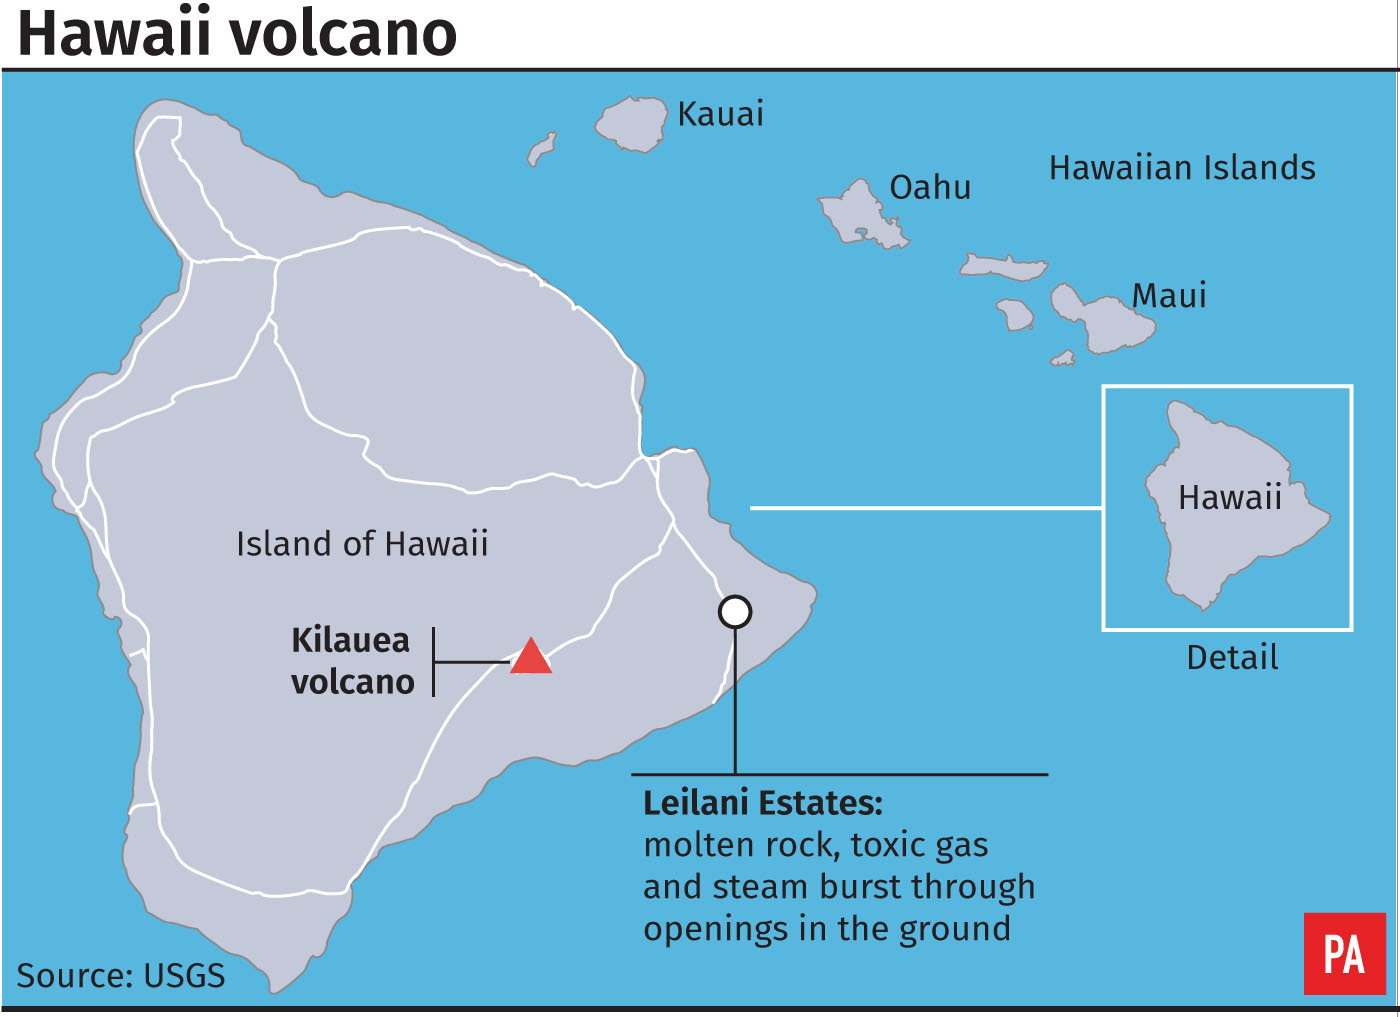 Hawaii volcano
Kauai
Oahu
Hawaiian Islands
Maui
Hawaii
Detail
Island of Hawaii
Kilauea
volcano
Leilani Estates:
molten rock, toxic gas
and steam burst through
openings in the ground
Source: USGS
PA